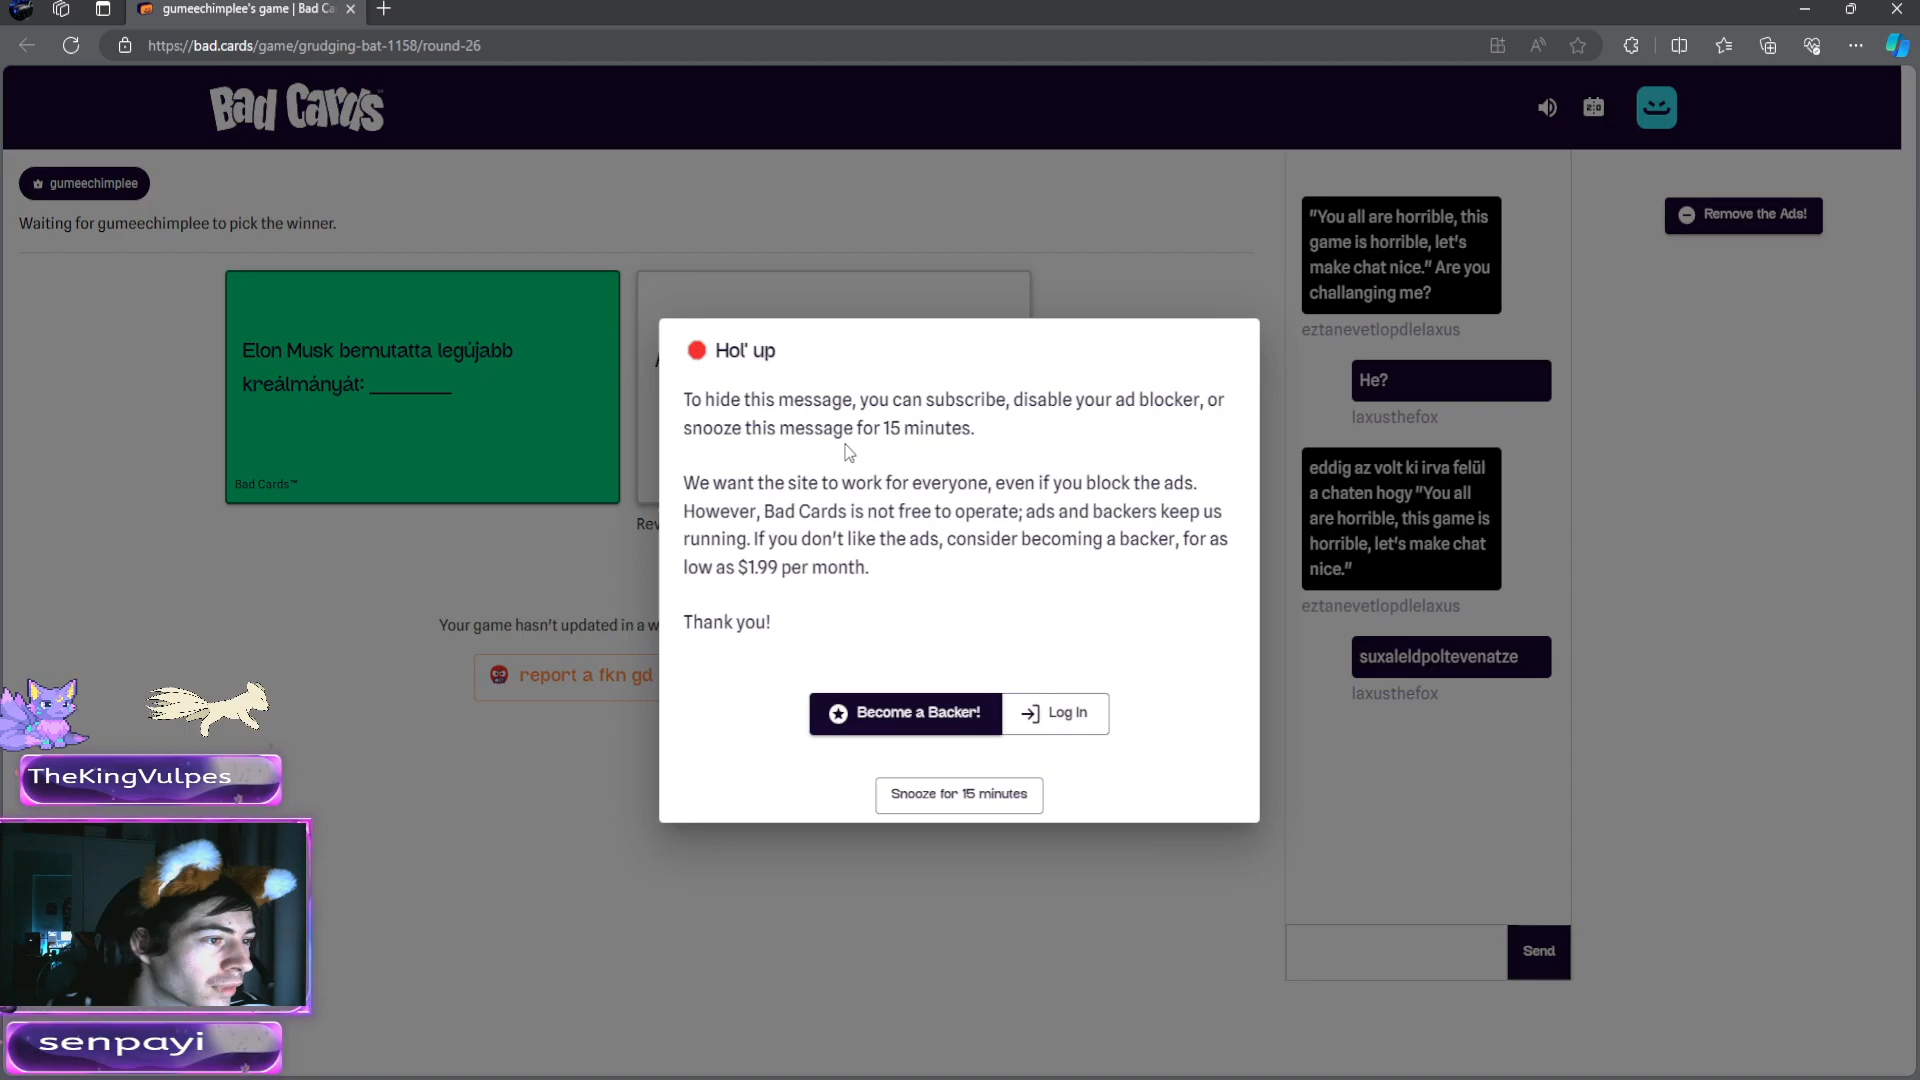 gumeechimplee's game | Bad Ca
https://bad.cards/game/grudging-bat-1158/round-26
Bad Cards
gumeechimplee
Waiting for gumeechimplee to pick the winner.
Elon Musk bemutatta legújabb
kreálmányát: ________
Bad Cards™
Rev
Your game hasn't updated in a w
report a fkn gd
Hol' up
To hide this message, you can subscribe, disable your ad blocker, or
snooze this message for 15 minutes.
We want the site to work for everyone, even if you block the ads.
However, Bad Cards is not free to operate; ads and backers keep us
running. If you don't like the ads, consider becoming a backer, for as
low as $1.99 per month.
Thank you!
Become a Backer!
Log In
Snooze for 15 minutes
"You all are horrible, this
game is horrible, let's
make chat nice." Are you
challanging me?
eztanevetlopdlelaxus
He?
laxusthefox
eddig az volt ki irva felül
a chaten hogy "You all
are horrible, this game is
horrible, let's make chat
nice."
eztanevetlopdlelaxus
suxaleldpoltevenatze
laxusthefox
Send
Remove the Ads!
TheKingVulpes
senpayi